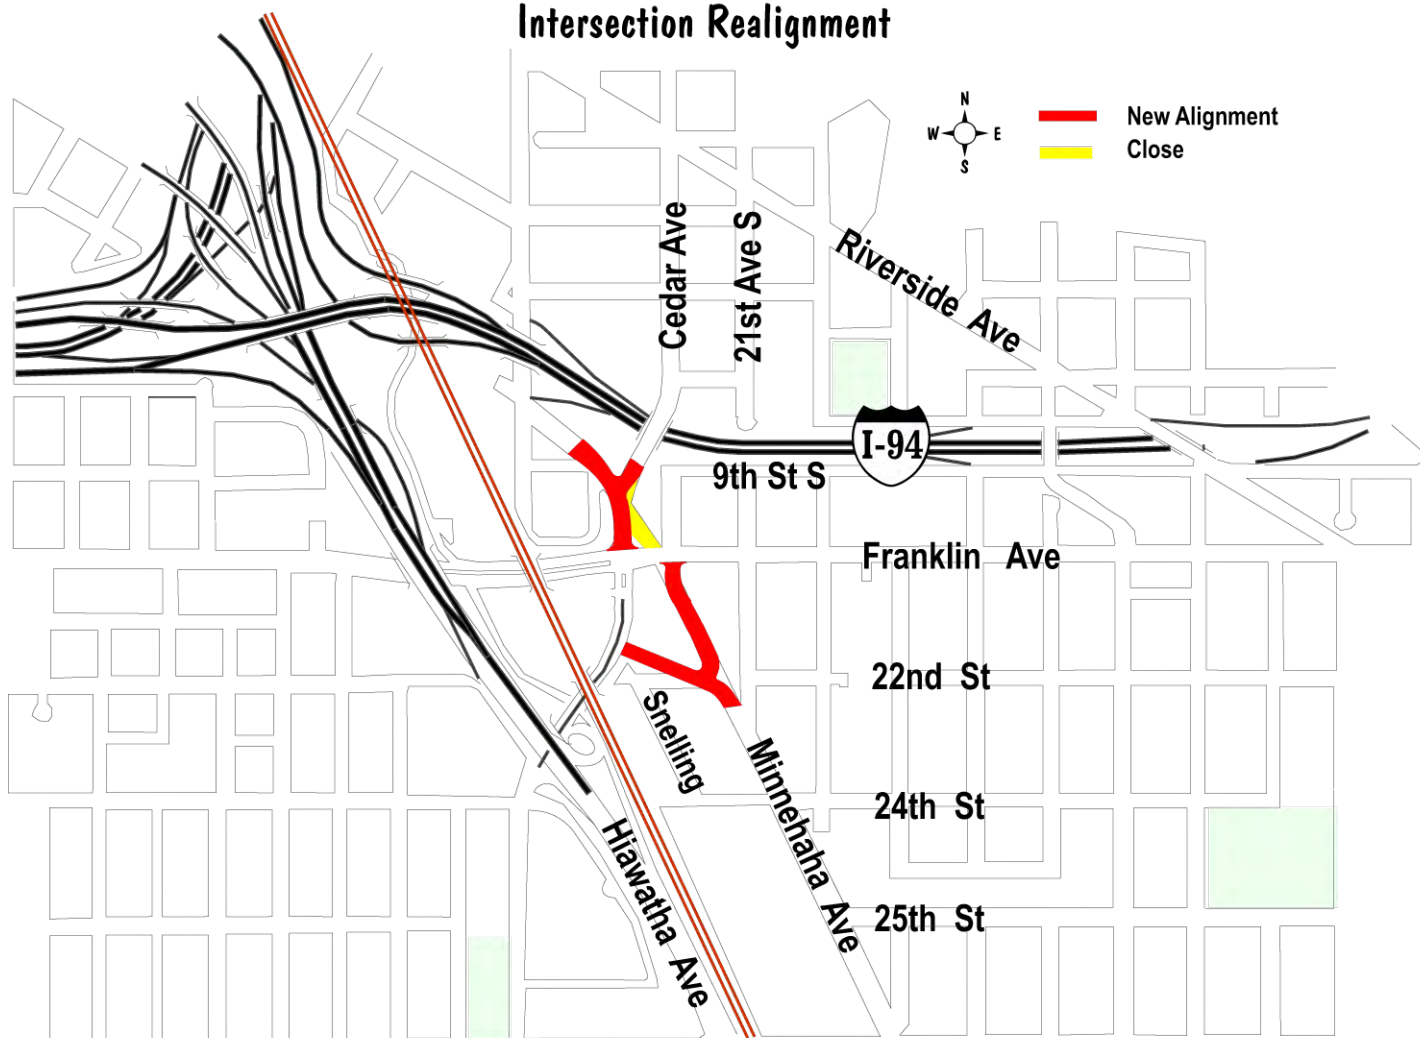 Intersection Realignment
N
W E
S
New Alignment
Close
Cedar Ave
21st Ave S
Riverside Ave
I-94
9th St S
Franklin Ave
22nd St
Snelling
Minnehaha Ave
24th St
Hiawatha Ave
25th St